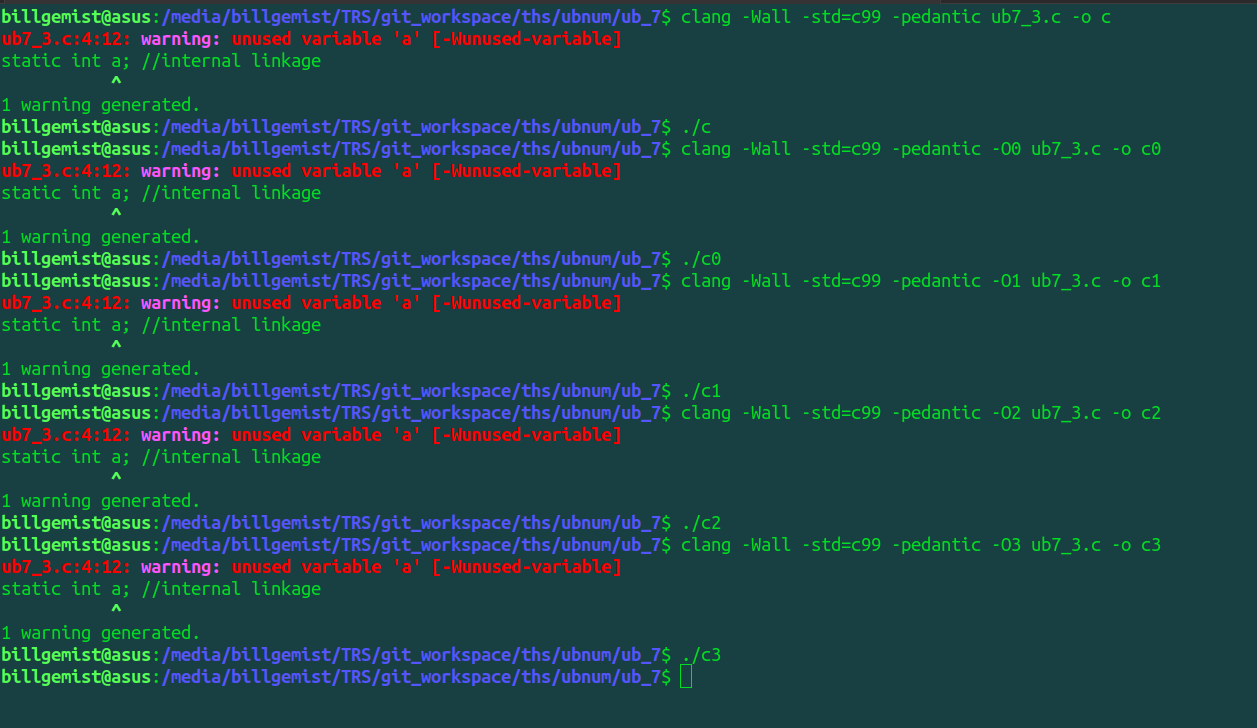 billgemist@asus:/media/billgemist/TRS/git_workspace/ths/ubnum/ub_7$ clang -Wall -std=c99 -pedantic ub7_3.c -o c
ub7_3.c:4:12: warning: unused variable 'a' [-Wunused-variable]
static int a; //internal linkage
           ^
1 warning generated.
billgemist@asus:/media/billgemist/TRS/git_workspace/ths/ubnum/ub_7$ ./c
billgemist@asus:/media/billgemist/TRS/git_workspace/ths/ubnum/ub_7$ clang -Wall -std=c99 -pedantic -O0 ub7_3.c -o c0
ub7_3.c:4:12: warning: unused variable 'a' [-Wunused-variable]
static int a; //internal linkage
           ^
1 warning generated.
billgemist@asus:/media/billgemist/TRS/git_workspace/ths/ubnum/ub_7$ ./c0
billgemist@asus:/media/billgemist/TRS/git_workspace/ths/ubnum/ub_7$ clang -Wall -std=c99 -pedantic -O1 ub7_3.c -o c1
ub7_3.c:4:12: warning: unused variable 'a' [-Wunused-variable]
static int a; //internal linkage
           ^
1 warning generated.
billgemist@asus:/media/billgemist/TRS/git_workspace/ths/ubnum/ub_7$ ./c1
billgemist@asus:/media/billgemist/TRS/git_workspace/ths/ubnum/ub_7$ clang -Wall -std=c99 -pedantic -O2 ub7_3.c -o c2
ub7_3.c:4:12: warning: unused variable 'a' [-Wunused-variable]
static int a; //internal linkage
           ^
1 warning generated.
billgemist@asus:/media/billgemist/TRS/git_workspace/ths/ubnum/ub_7$ ./c2
billgemist@asus:/media/billgemist/TRS/git_workspace/ths/ubnum/ub_7$ clang -Wall -std=c99 -pedantic -O3 ub7_3.c -o c3
ub7_3.c:4:12: warning: unused variable 'a' [-Wunused-variable]
static int a; //internal linkage
           ^
1 warning generated.
billgemist@asus:/media/billgemist/TRS/git_workspace/ths/ubnum/ub_7$ ./c3
billgemist@asus:/media/billgemist/TRS/git_workspace/ths/ubnum/ub_7$